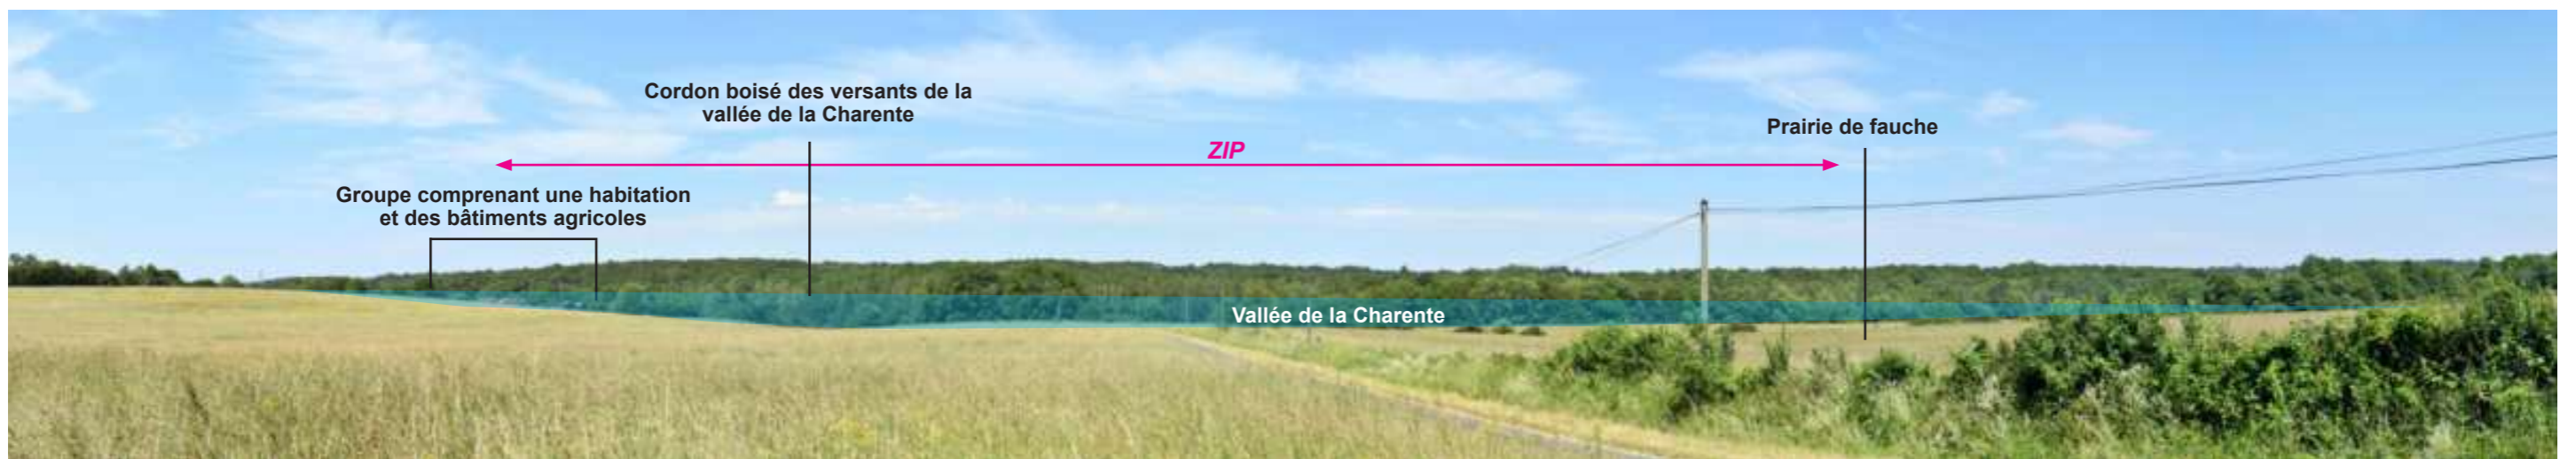 Cordon boisé des versants de la
vallée de la Charente
Prairie de fauche
ZIP
Groupe comprenant une habitation
et des bâtiments agricoles
Vallée de la Charente